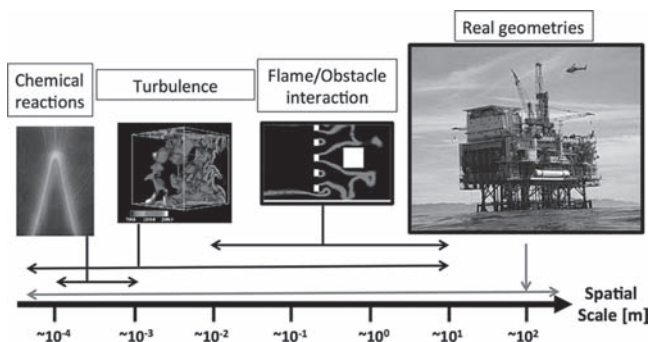 Real geometries
Chemical
reactions
Turbulence
Flame/Obstacle
interaction
Spatial
Scale [m]
~10⁻⁴
~10⁻³
~10⁻²
~10⁻¹
~10⁰
~10¹
~10²